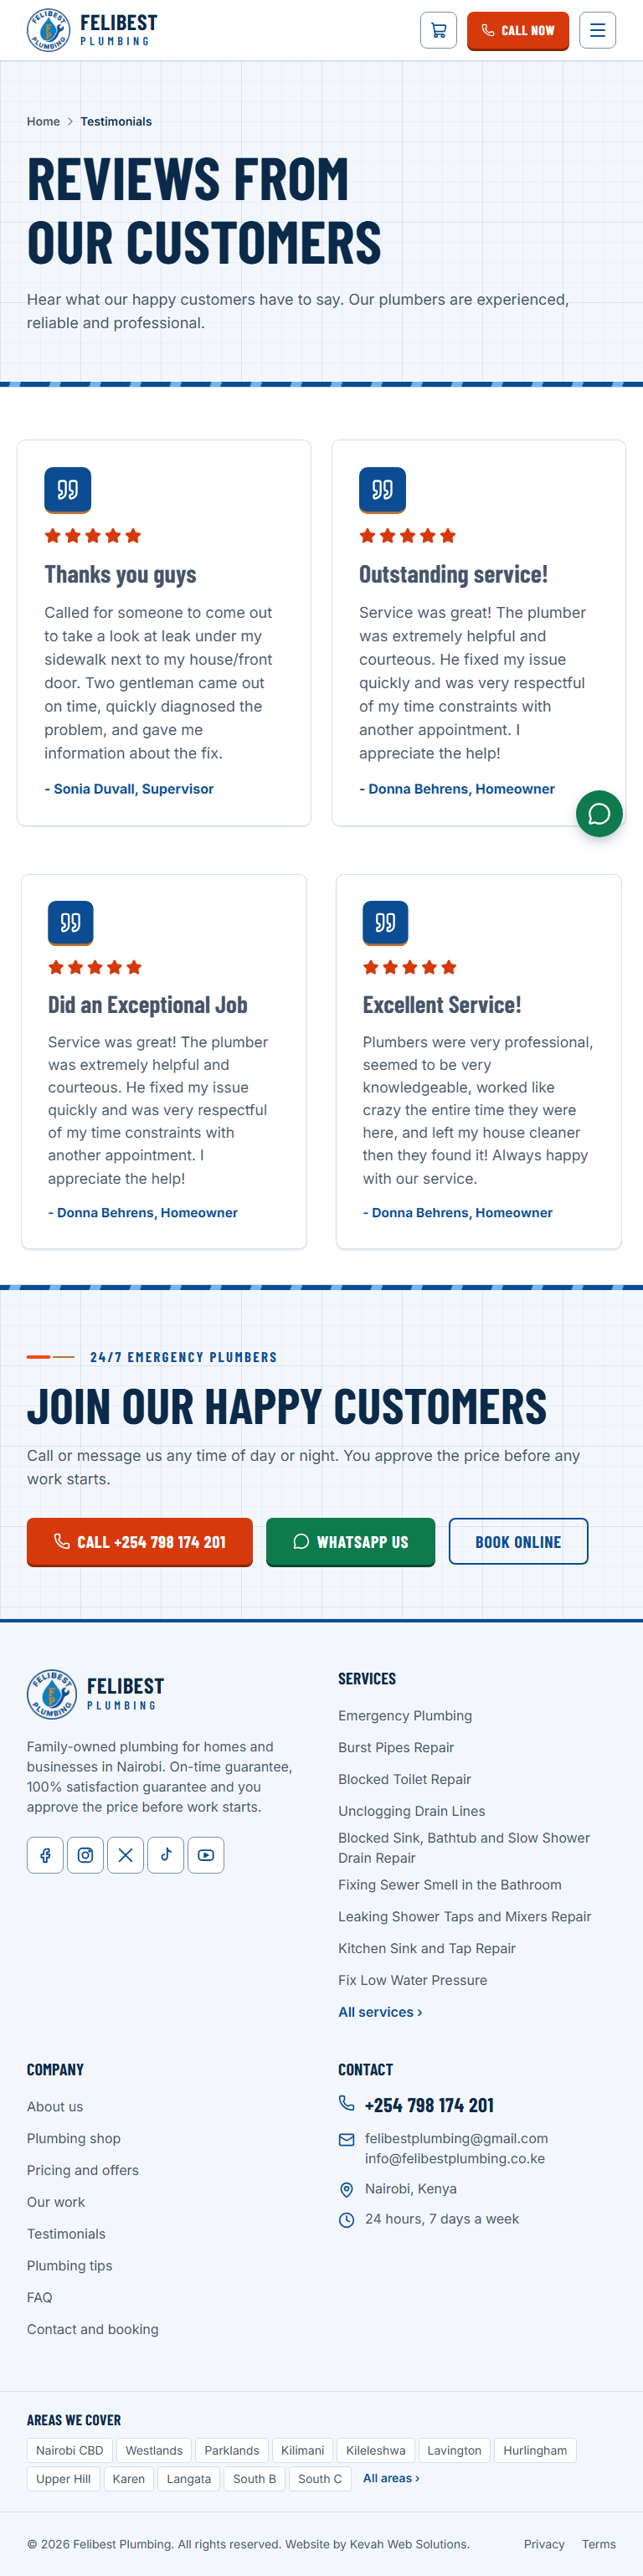 FELIBEST
PLUMBING
FELIBEST
PLUMBING
CALL NOW
Home
Testimonials
REVIEWS FROM
OUR CUSTOMERS
Hear what our happy customers have to say. Our plumbers are experienced,
reliable and professional.
Thanks you guys
Called for someone to come out
to take a look at leak under my
sidewalk next to my house/front
door. Two gentleman came out
on time, quickly diagnosed the
problem, and gave me
information about the fix.
- Sonia Duvall, Supervisor
Outstanding service!
Service was great! The plumber
was extremely helpful and
courteous. He fixed my issue
quickly and was very respectful
of my time constraints with
another appointment. I
appreciate the help!
- Donna Behrens, Homeowner
Did an Exceptional Job
Service was great! The plumber
was extremely helpful and
courteous. He fixed my issue
quickly and was very respectful
of my time constraints with
another appointment. I
appreciate the help!
- Donna Behrens, Homeowner
Excellent Service!
Plumbers were very professional,
seemed to be very
knowledgeable, worked like
crazy the entire time they were
here, and left my house cleaner
then they found it! Always happy
with our service.
- Donna Behrens, Homeowner
24/7 EMERGENCY PLUMBERS
JOIN OUR HAPPY CUSTOMERS
Call or message us any time of day or night. You approve the price before any
work starts.
CALL +254 798 174 201
WHATSAPP US
BOOK ONLINE
FELIBEST
PLUMBING
FELIBEST
PLUMBING
Family-owned plumbing for homes and
businesses in Nairobi. On-time guarantee,
100% satisfaction guarantee and you
approve the price before work starts.
SERVICES
Emergency Plumbing
Burst Pipes Repair
Blocked Toilet Repair
Unclogging Drain Lines
Blocked Sink, Bathtub and Slow Shower
Drain Repair
Fixing Sewer Smell in the Bathroom
Leaking Shower Taps and Mixers Repair
Kitchen Sink and Tap Repair
Fix Low Water Pressure
All services ›
COMPANY
About us
Plumbing shop
Pricing and offers
Our work
Testimonials
Plumbing tips
FAQ
Contact and booking
CONTACT
+254 798 174 201
felibestplumbing@gmail.com
info@felibestplumbing.co.ke
Nairobi, Kenya
24 hours, 7 days a week
AREAS WE COVER
Nairobi CBD
Westlands
Parklands
Kilimani
Kileleshwa
Lavington
Hurlingham
Upper Hill
Karen
Langata
South B
South C
All areas ›
© 2026 Felibest Plumbing. All rights reserved. Website by Kevah Web Solutions.
Privacy
Terms